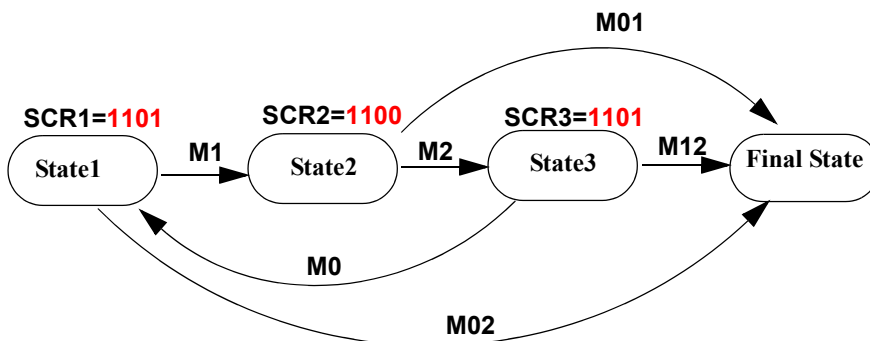 M01
SCR1=1101
SCR2=1100
SCR3=1101
State1
M1
State2
M2
State3
M12
Final State
M0
M02